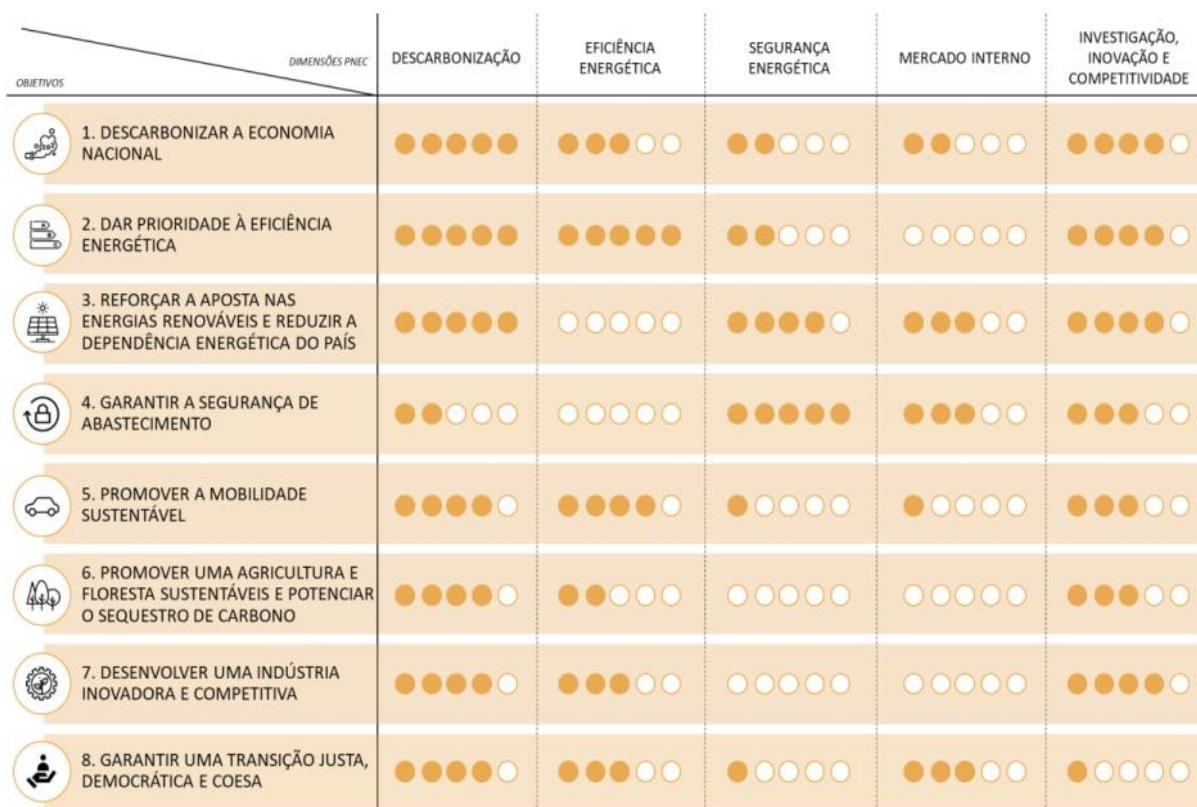 DIMENSÕES PNEC
OBJETIVOS
DESCARBONIZAÇÃO
EFICIÊNCIA
ENERGÉTICA
SEGURANÇA
ENERGÉTICA
MERCADO INTERNO
INVESTIGAÇÃO,
INOVAÇÃO E
COMPETITIVIDADE
1. DESCARBONIZAR A ECONOMIA
NACIONAL
2. DAR PRIORIDADE À EFICIÊNCIA
ENERGÉTICA
3. REFORÇAR A APOSTA NAS
ENERGIAS RENOVÁVEIS E REDUZIR A
DEPENDÊNCIA ENERGÉTICA DO PAÍS
4. GARANTIR A SEGURANÇA DE
ABASTECIMENTO
5. PROMOVER A MOBILIDADE
SUSTENTÁVEL
6. PROMOVER UMA AGRICULTURA E
FLORESTA SUSTENTÁVEIS E POTENCIAR
O SEQUESTRO DE CARBONO
7. DESENVOLVER UMA INDÚSTRIA
INOVADORA E COMPETITIVA
8. GARANTIR UMA TRANSIÇÃO JUSTA,
DEMOCRÁTICA E COESA